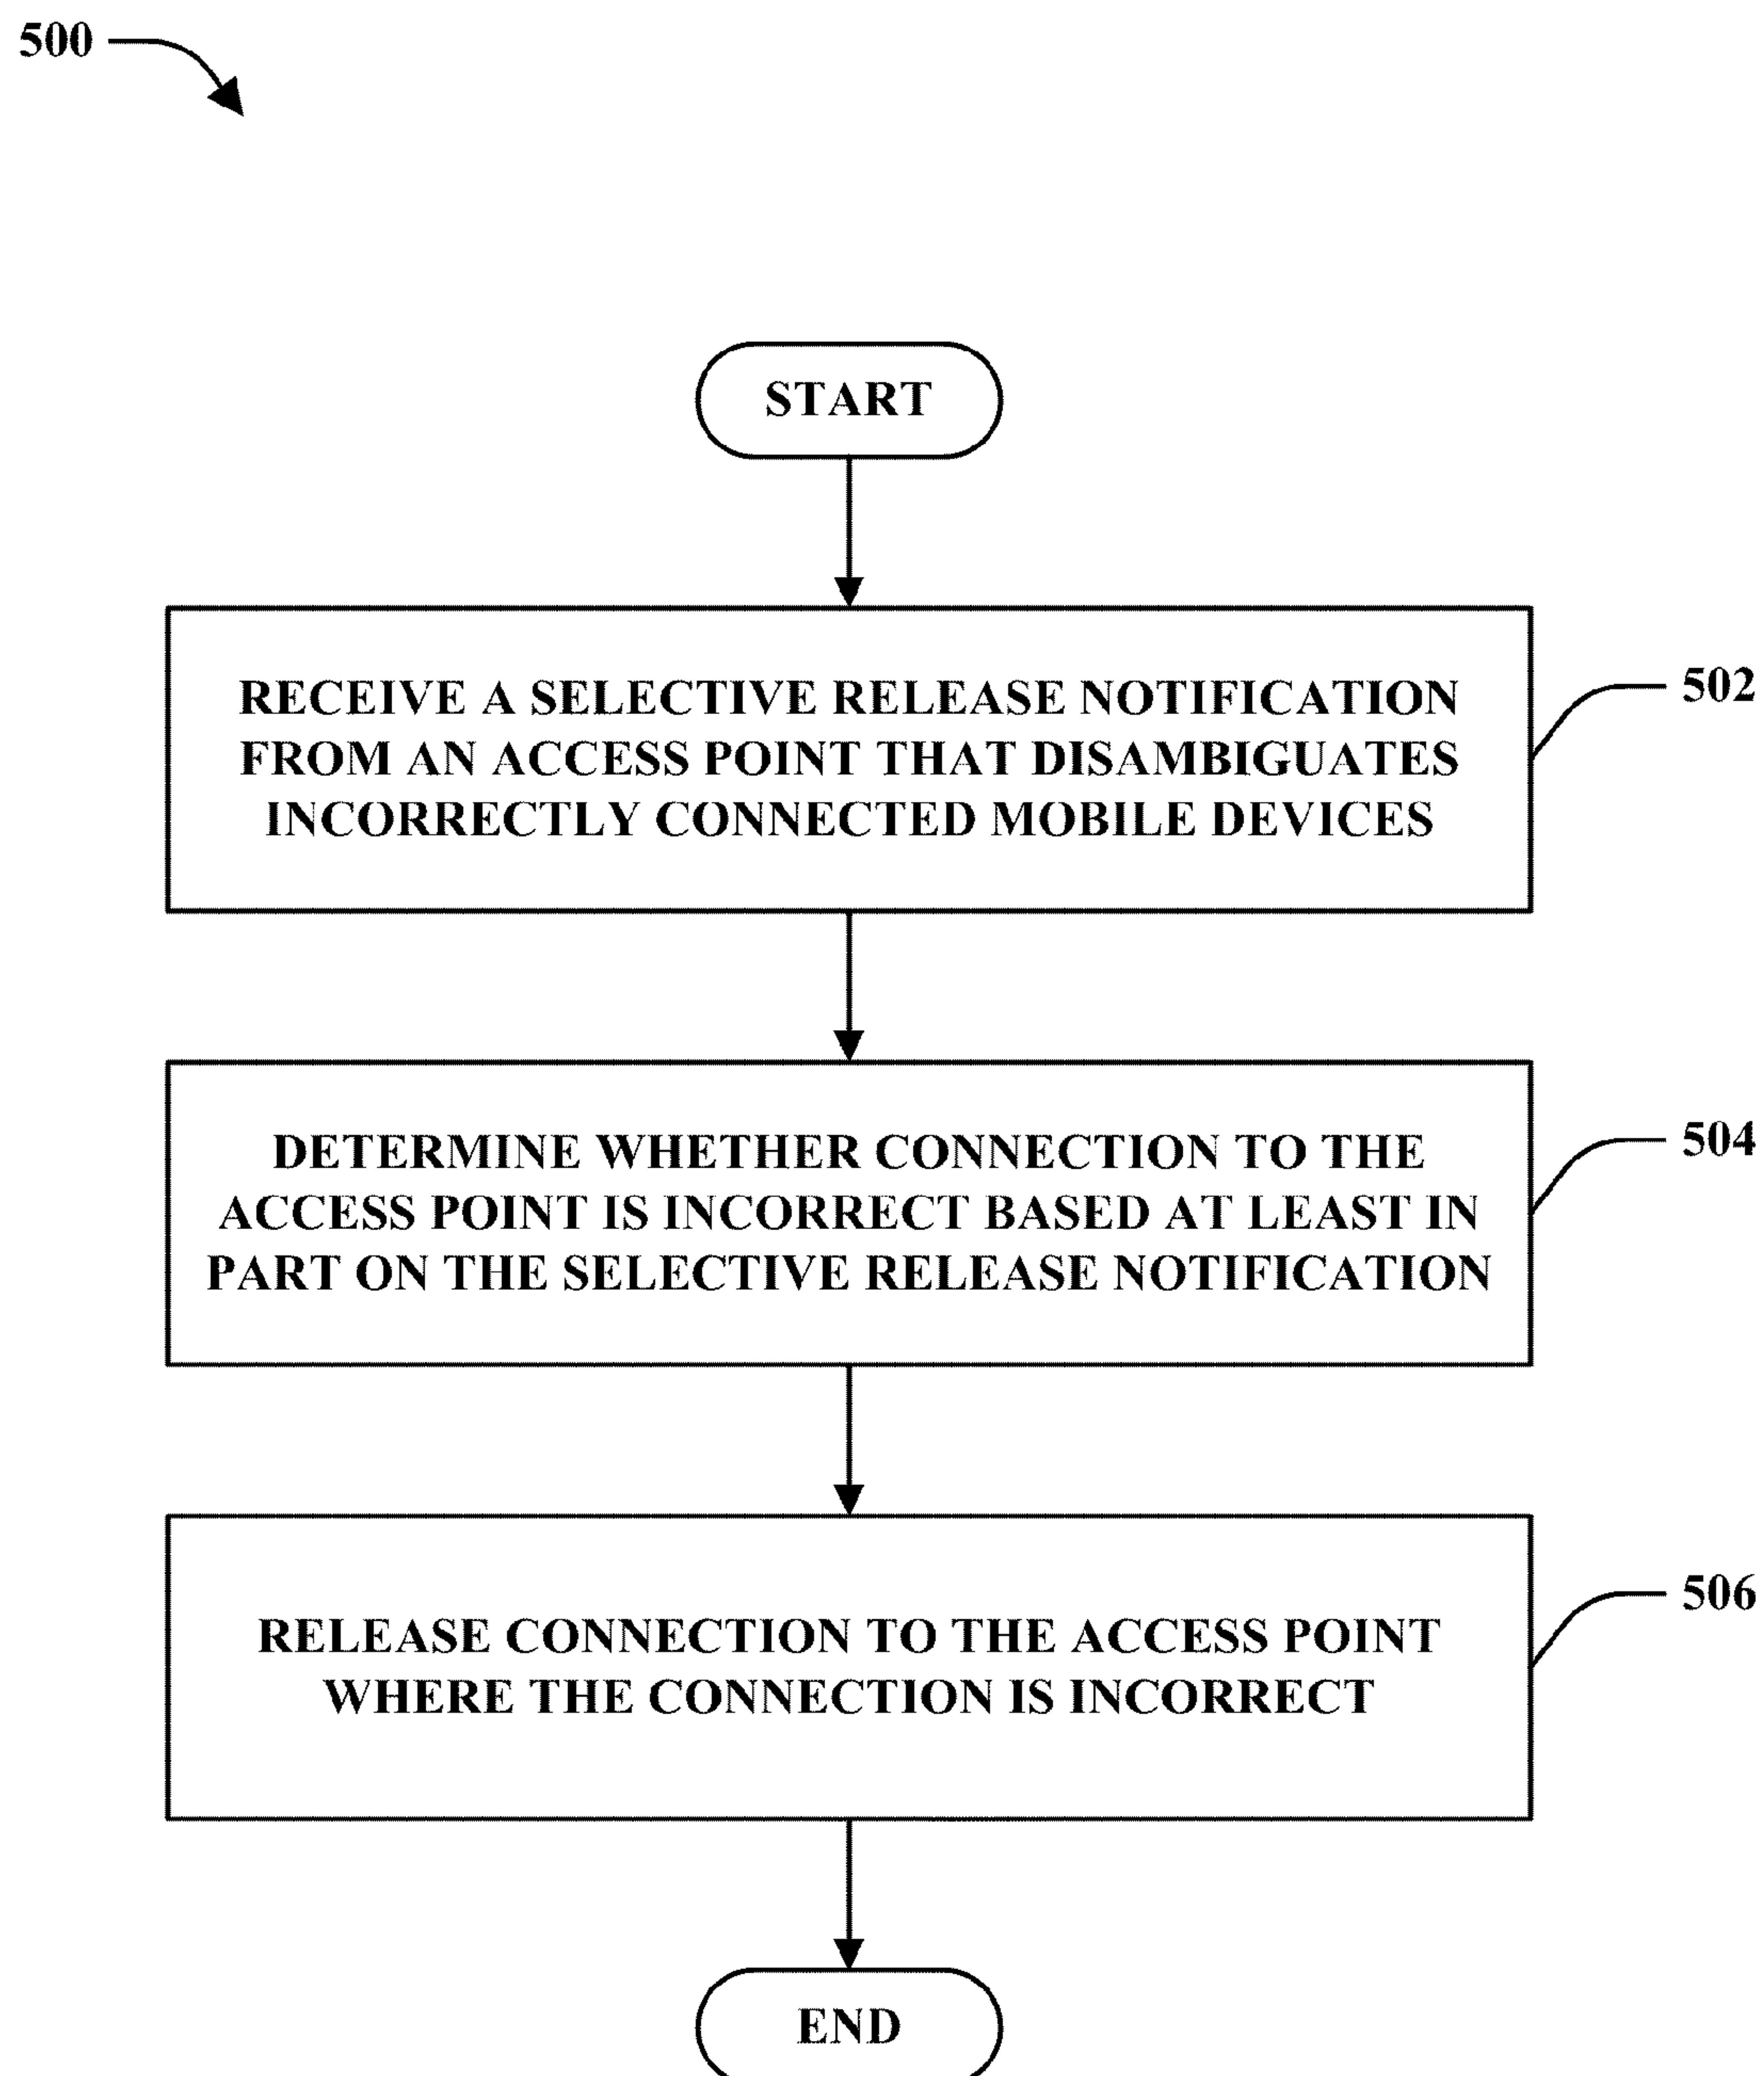 500
START
RECEIVE A SELECTIVE RELEASE NOTIFICATION
FROM AN ACCESS POINT THAT DISAMBIGUATES
INCORRECTLY CONNECTED MOBILE DEVICES
502
DETERMINE WHETHER CONNECTION TO THE
ACCESS POINT IS INCORRECT BASED AT LEAST IN
PART ON THE SELECTIVE RELEASE NOTIFICATION
504
RELEASE CONNECTION TO THE ACCESS POINT
WHERE THE CONNECTION IS INCORRECT
506
END